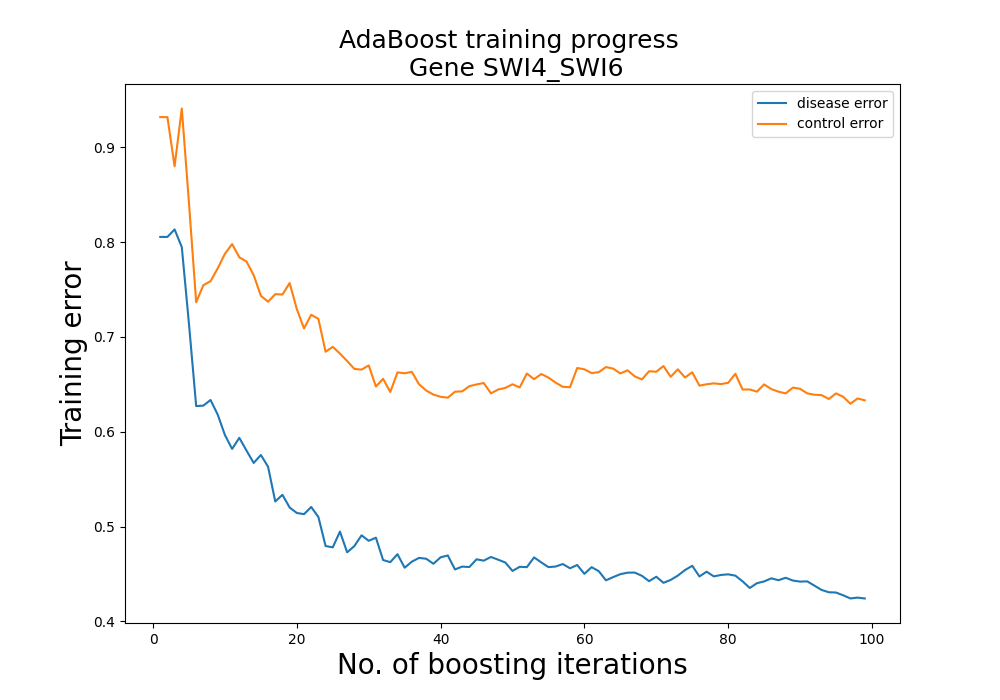 AdaBoost training progress
Gene SWI4_SWI6
disease error
control error
Training error
0.9
0.8
0.7
0.6
0.5
0.4
0
20
40
60
80
100
No. of boosting iterations